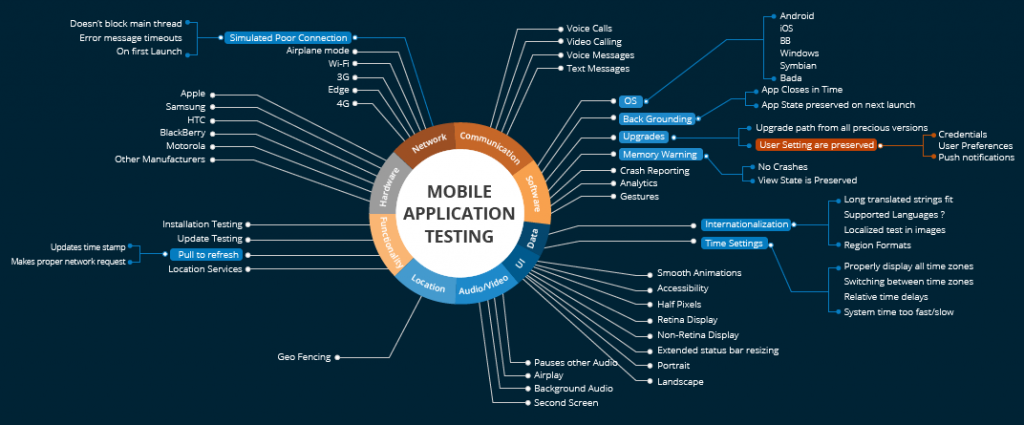 MOBILE
APPLICATION
TESTING
Network
Communication
Software
Data
UI
Audio/Video
Location
Functionality
Hardware
Simulated Poor Connection
Doesn't block main thread
Error message timeouts
On first Launch
Airplane mode
Wi-Fi
3G
Edge
4G
Voice Calls
Video Calling
Voice Messages
Text Messages
OS
Android
iOS
BB
Windows
Symbian
Bada
Back Grounding
App Closes in Time
App State preserved on next launch
Upgrades
Upgrade path from all precious versions
User Setting are preserved
Credentials
User Preferences
Push notifications
Memory Warning
No Crashes
View State is Preserved
Crash Reporting
Analytics
Gestures
Internationalization
Long translated strings fit
Supported Languages ?
Localized test in images
Region Formats
Time Settings
Properly display all time zones
Switching between time zones
Relative time delays
System time too fast/slow
Smooth Animations
Accessibility
Half Pixels
Retina Display
Non-Retina Display
Extended status bar resizing
Portrait
Landscape
Pauses other Audio
Airplay
Background Audio
Second Screen
Geo Fencing
Installation Testing
Update Testing
Pull to refresh
Updates time stamp
Makes proper network request
Location Services
Apple
Samsung
HTC
BlackBerry
Motorola
Other Manufacturers